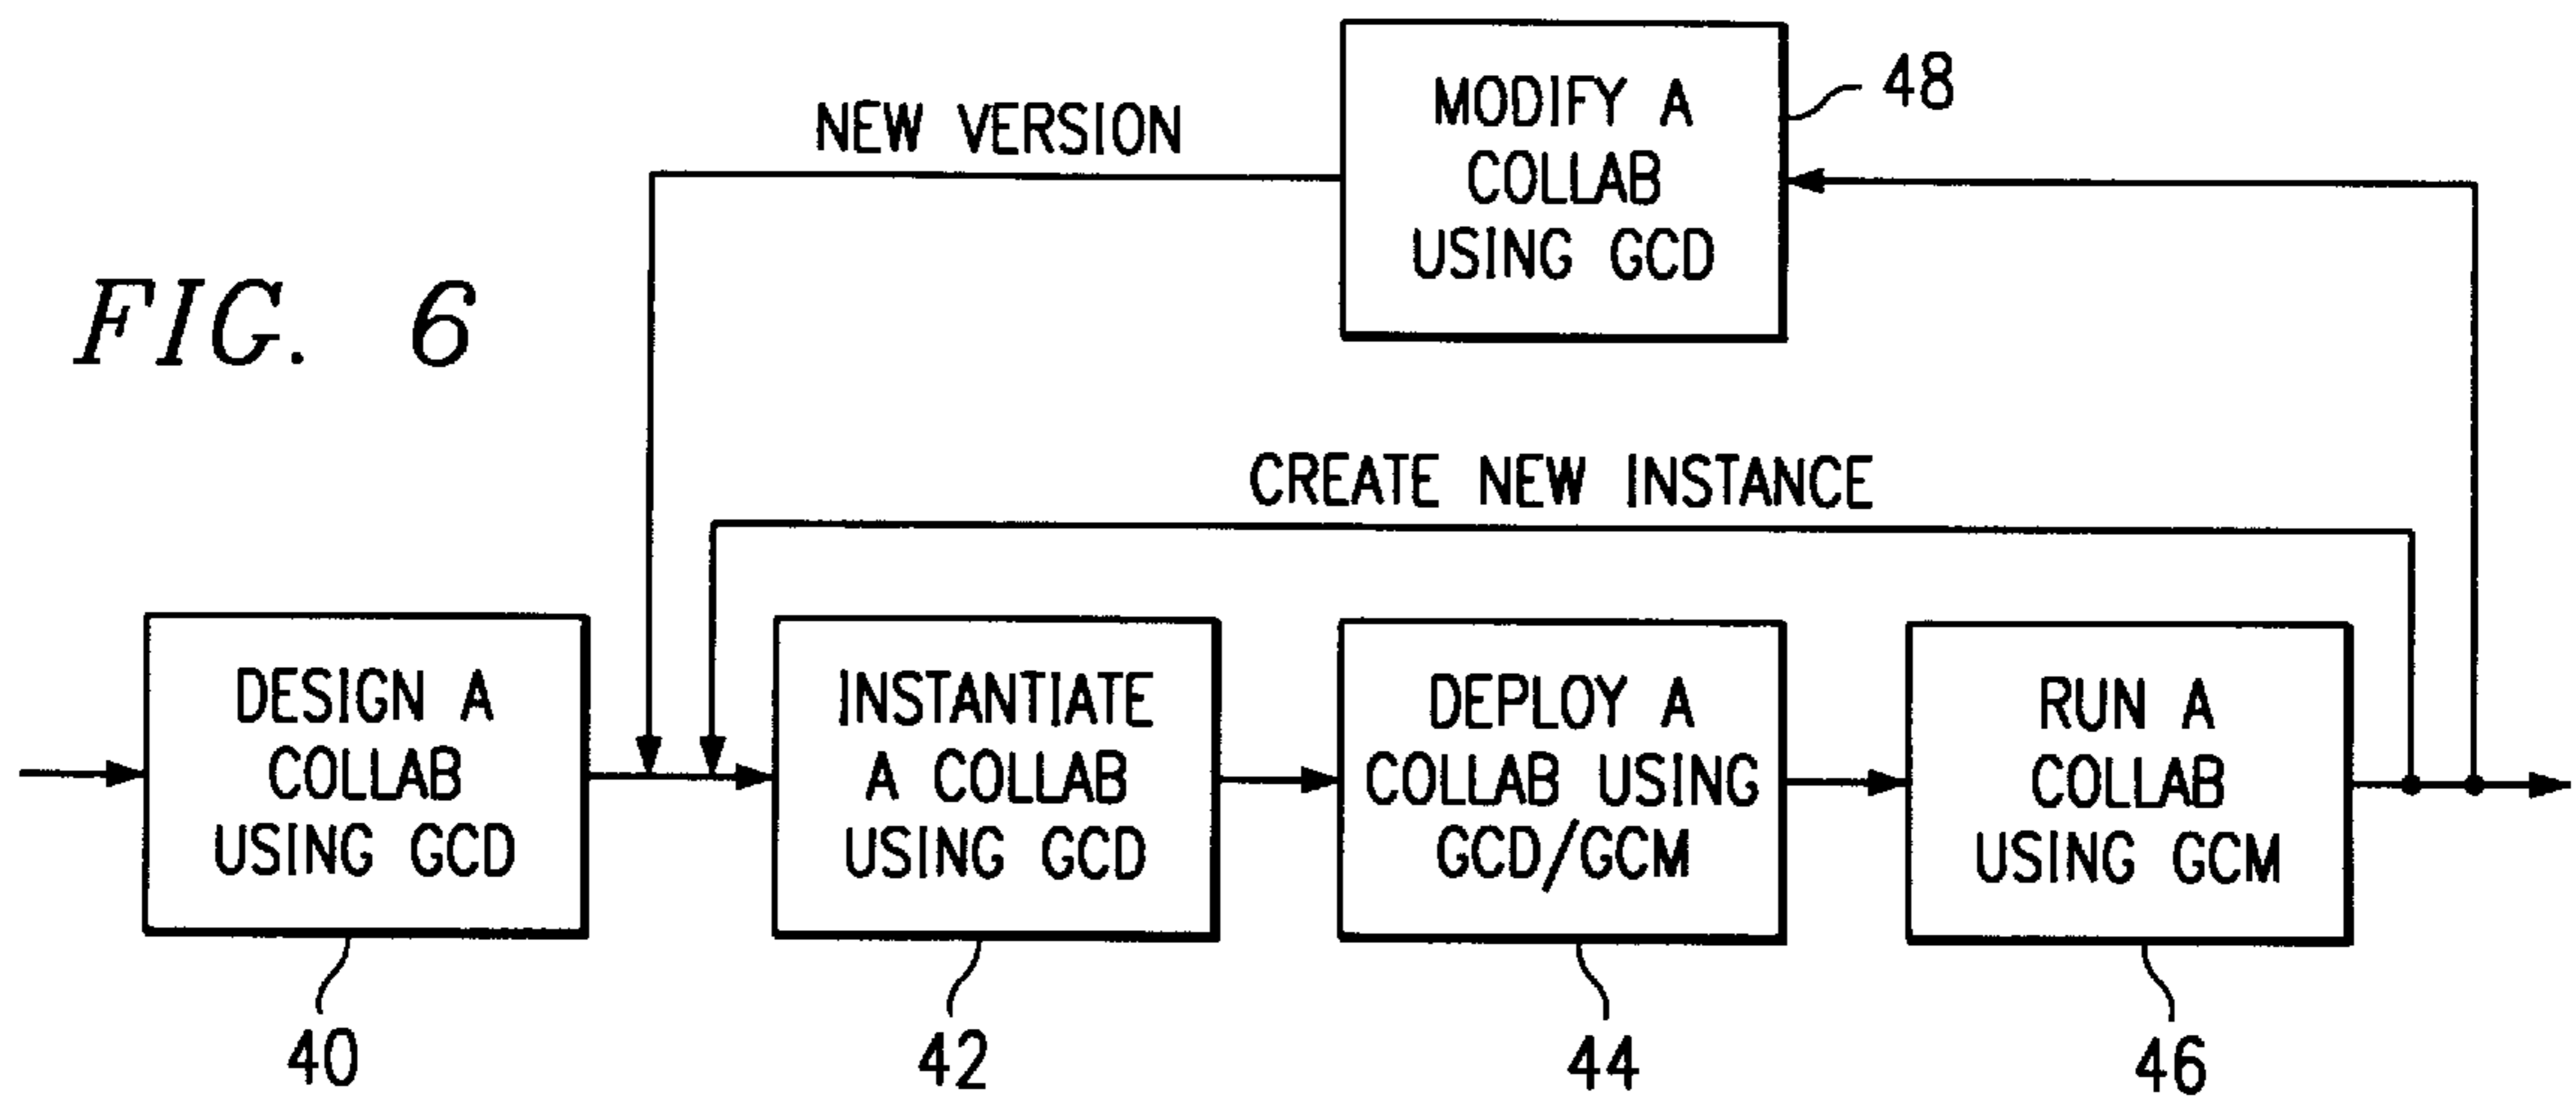 MODIFY A
COLLAB
USING GCD
48
NEW VERSION
FIG. 6
CREATE NEW INSTANCE
DESIGN A
COLLAB
USING GCD
INSTANTIATE
A COLLAB
USING GCD
DEPLOY A
COLLAB USING
GCD/GCM
RUN A
COLLAB
USING GCM
40
42
44
46